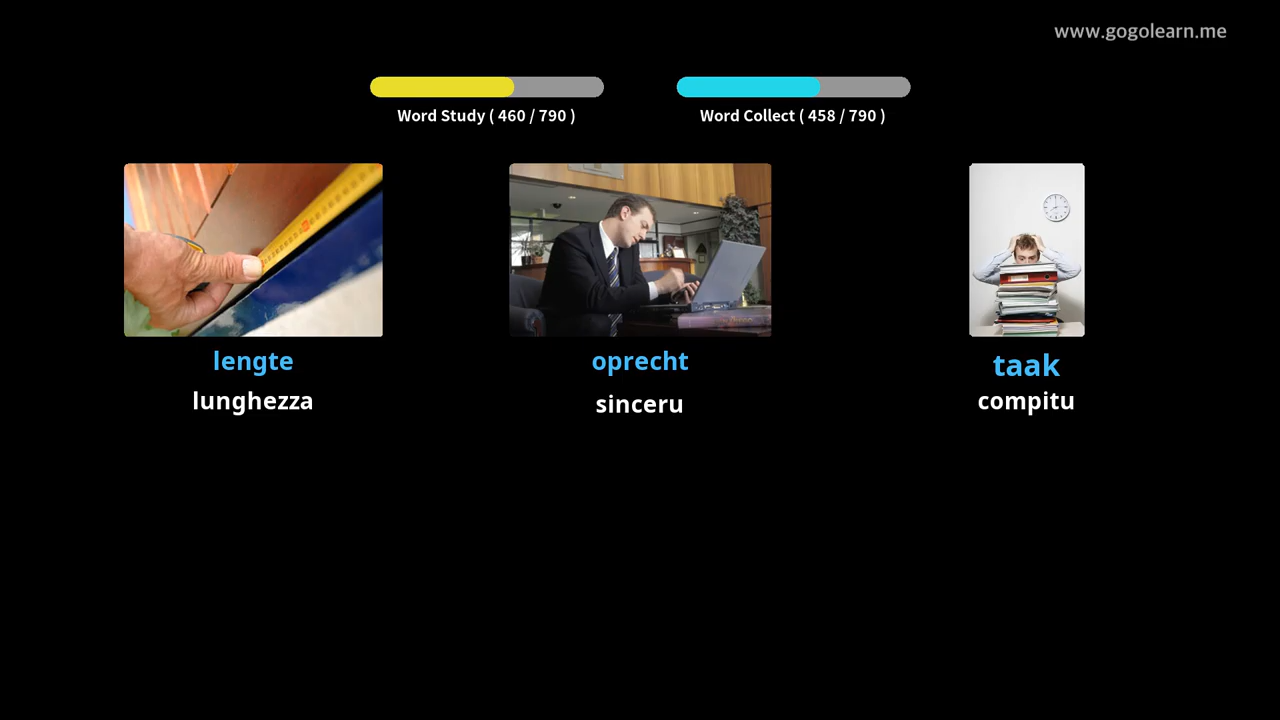 www.gogolearn.me
Word Study ( 460 / 790 )
Word Collect ( 458 / 790 )
lengte
oprecht
taak
lunghezza
sinceru
compitu